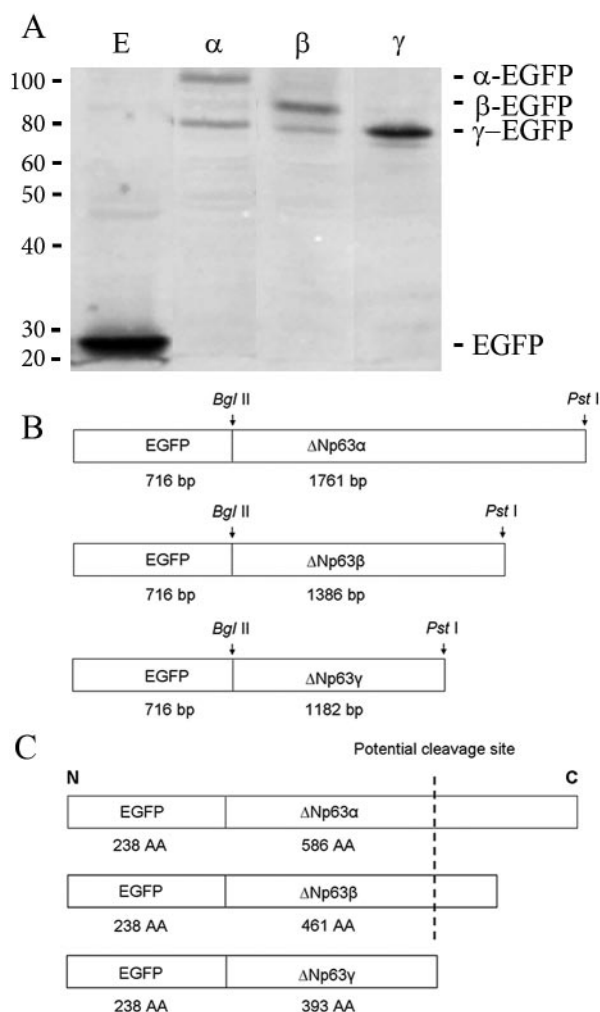 A
E α β γ
100 - - α-EGFP
- β-EGFP
80 - - γ-EGFP
60 -
50 -
40 -
30 -
- EGFP
20 -
B
Bgl II Pst I
EGFP ΔNp63α
716 bp 1761 bp
Bgl II Pst I
EGFP ΔNp63β
716 bp 1386 bp
Bgl II Pst I
EGFP ΔNp63γ
716 bp 1182 bp
C
Potential cleavage site
N C
EGFP ΔNp63α
238 AA 586 AA
EGFP ΔNp63β
238 AA 461 AA
EGFP ΔNp63γ
238 AA 393 AA